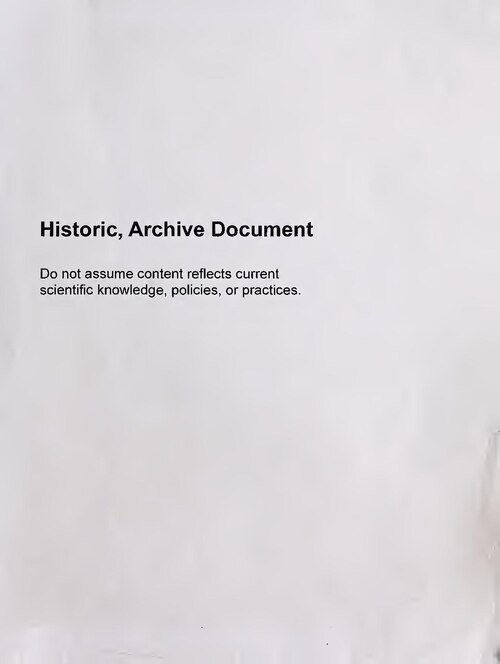 Historic, Archive Document
Do not assume content reflects current
scientific knowledge, policies, or practices.